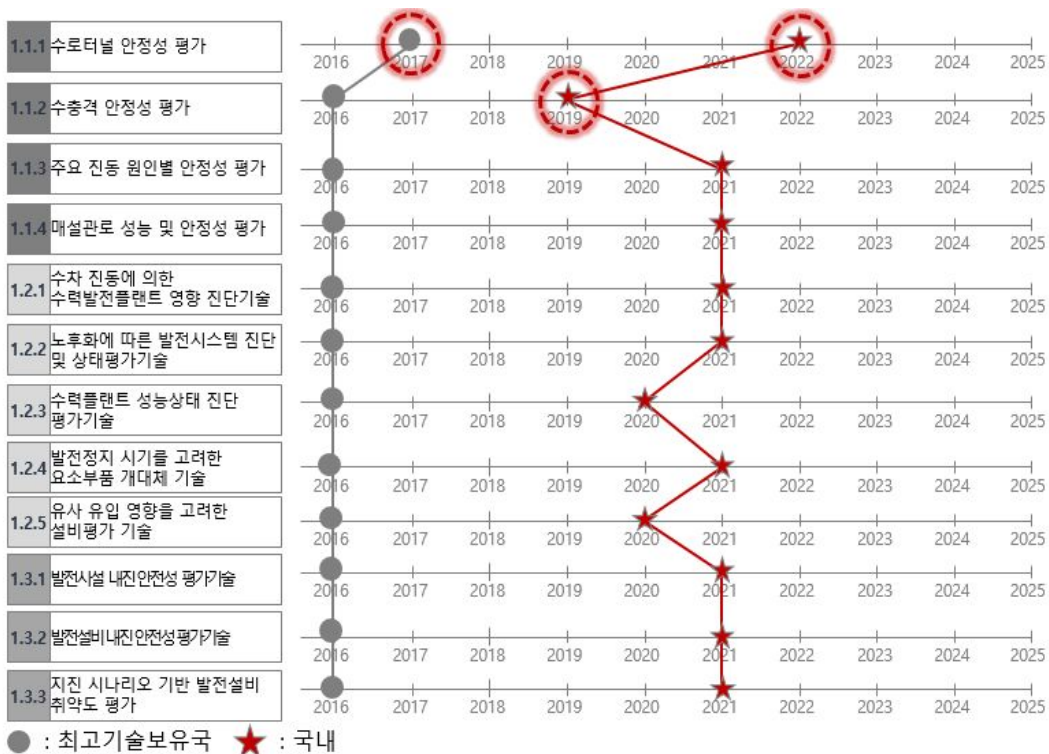 1.1.1 수로터널 안정성 평가
2016 2017 2018 2019 2020 2021 2022 2023 2024 2025
1.1.2 수충격 안정성 평가
2016 2017 2018 2019 2020 2021 2022 2023 2024 2025
1.1.3 주요 진동 원인별 안정성 평가
2016 2017 2018 2019 2020 2021 2022 2023 2024 2025
1.1.4 매설관로 성능 및 안정성 평가
2016 2017 2018 2019 2020 2021 2022 2023 2024 2025
1.2.1 수차 진동에 의한
수력발전플랜트 영향 진단기술
2016 2017 2018 2019 2020 2021 2022 2023 2024 2025
1.2.2 노후화에 따른 발전시스템 진단
및 상태평가기술
2016 2017 2018 2019 2020 2021 2022 2023 2024 2025
1.2.3 수력플랜트 성능상태 진단
평가기술
2016 2017 2018 2019 2020 2021 2022 2023 2024 2025
1.2.4 발전정지 시기를 고려한
요소부품 개대체 기술
2016 2017 2018 2019 2020 2021 2022 2023 2024 2025
1.2.5 유사 유입 영향을 고려한
설비평가 기술
2016 2017 2018 2019 2020 2021 2022 2023 2024 2025
1.3.1 발전시설 내진안전성 평가기술
2016 2017 2018 2019 2020 2021 2022 2023 2024 2025
1.3.2 발전설비 내진안전성 평가기술
2016 2017 2018 2019 2020 2021 2022 2023 2024 2025
1.3.3 지진 시나리오 기반 발전설비
취약도 평가
2016 2017 2018 2019 2020 2021 2022 2023 2024 2025
: 최고기술보유국 : 국내